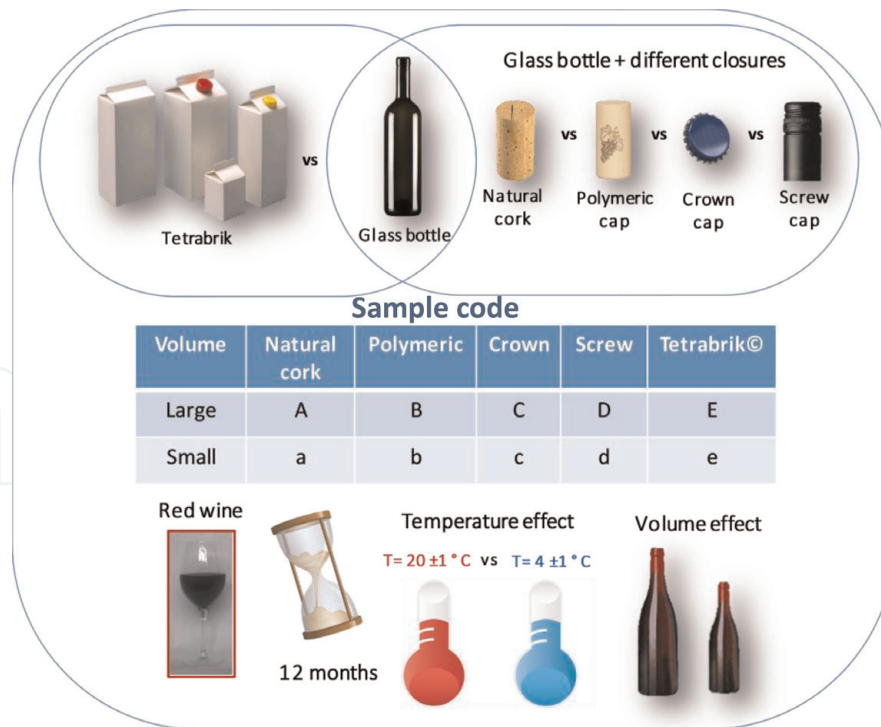 Glass bottle + different closures
vs
vs
vs
vs
Natural
cork
Polymeric
cap
Crown
cap
Screw
cap
Tetrabrik
Glass bottle
Sample code
Volume Natural cork Polymeric Crown Screw Tetrabrik©
Large A B C D E
Small a b c d e
Red wine
12 months
Temperature effect
T= 20 ±1 ° C vs T= 4 ±1 ° C
Volume effect